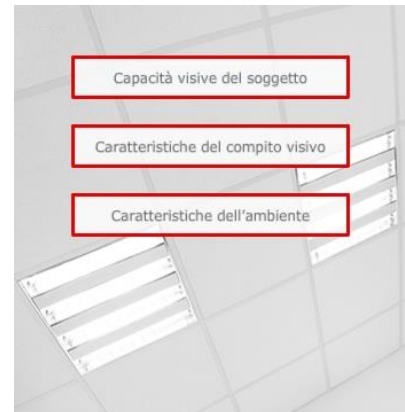 Capacità visive del soggetto
Caratteristiche del compito visivo
Caratteristiche dell'ambiente